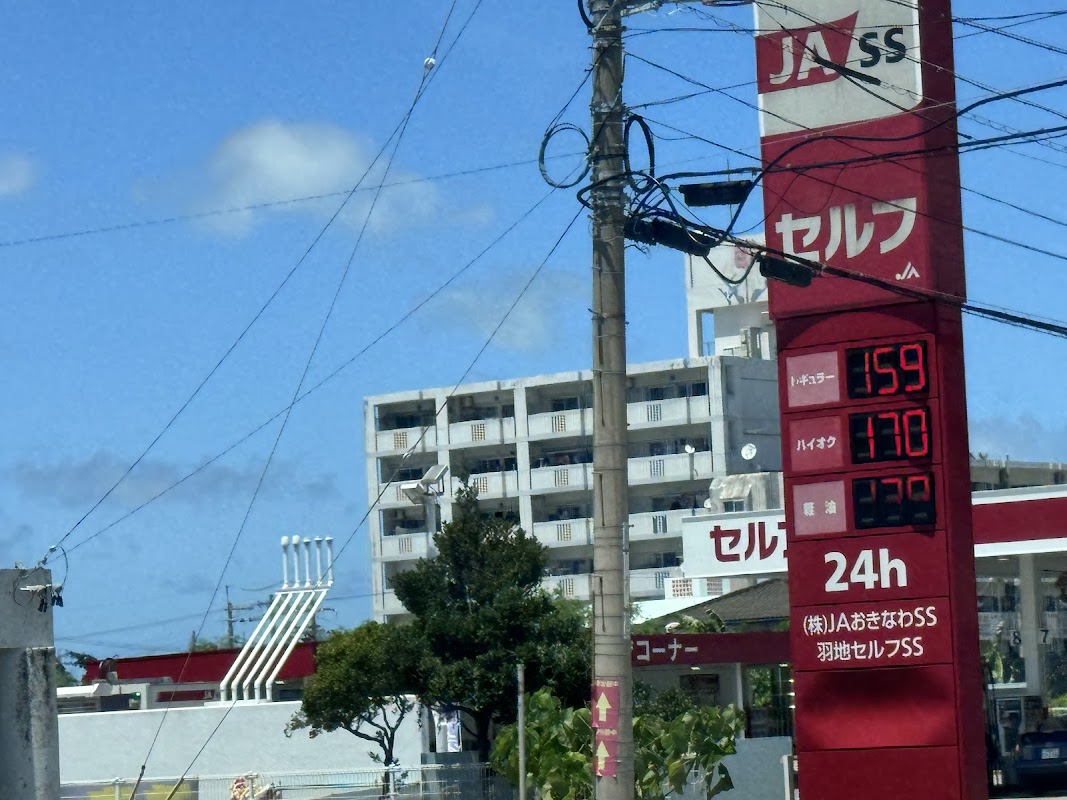 JA SS
セルフ
JA
レギュラー 159
ハイオク 170
軽油
セルフ
24h
(株)JAおきなわSS
羽地セルフSS
コーナー
8 7